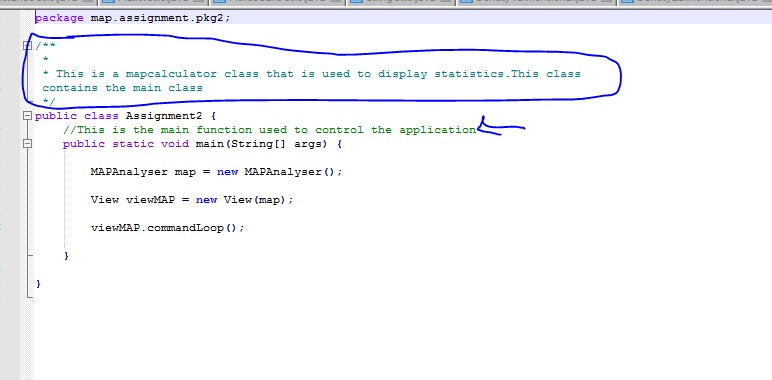 package map.assignment.pkg2;
/**
*
* This is a mapcalculator class that is used to display statistics.This class
contains the main class
*/
public class Assignment2 {
//This is the main function used to control the application
public static void main(String[] args) {
MAPAnalyser map = new MAPAnalyser();
View viewMAP = new View(map);
viewMAP.commandLoop();
}
}